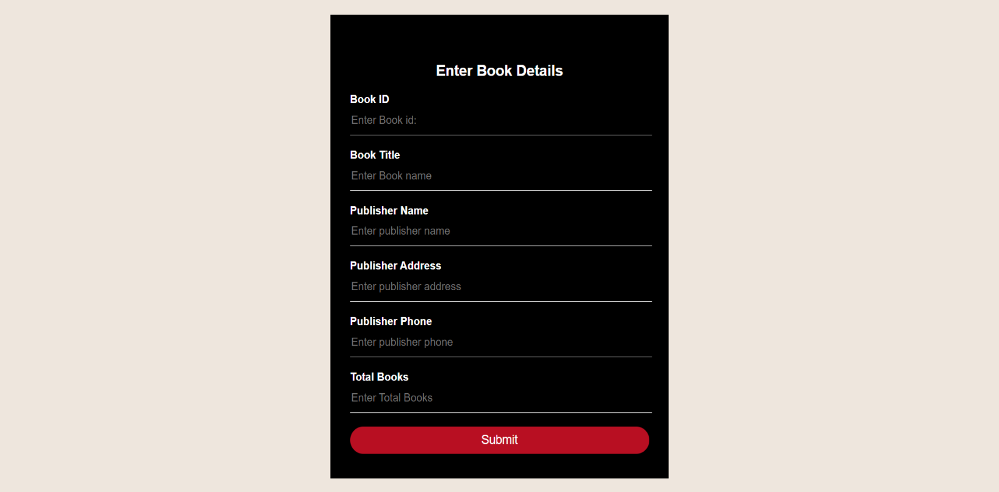 Enter Book Details
Book ID
Enter Book id:
Book Title
Enter Book name
Publisher Name
Enter publisher name
Publisher Address
Enter publisher address
Publisher Phone
Enter publisher phone
Total Books
Enter Total Books
Submit